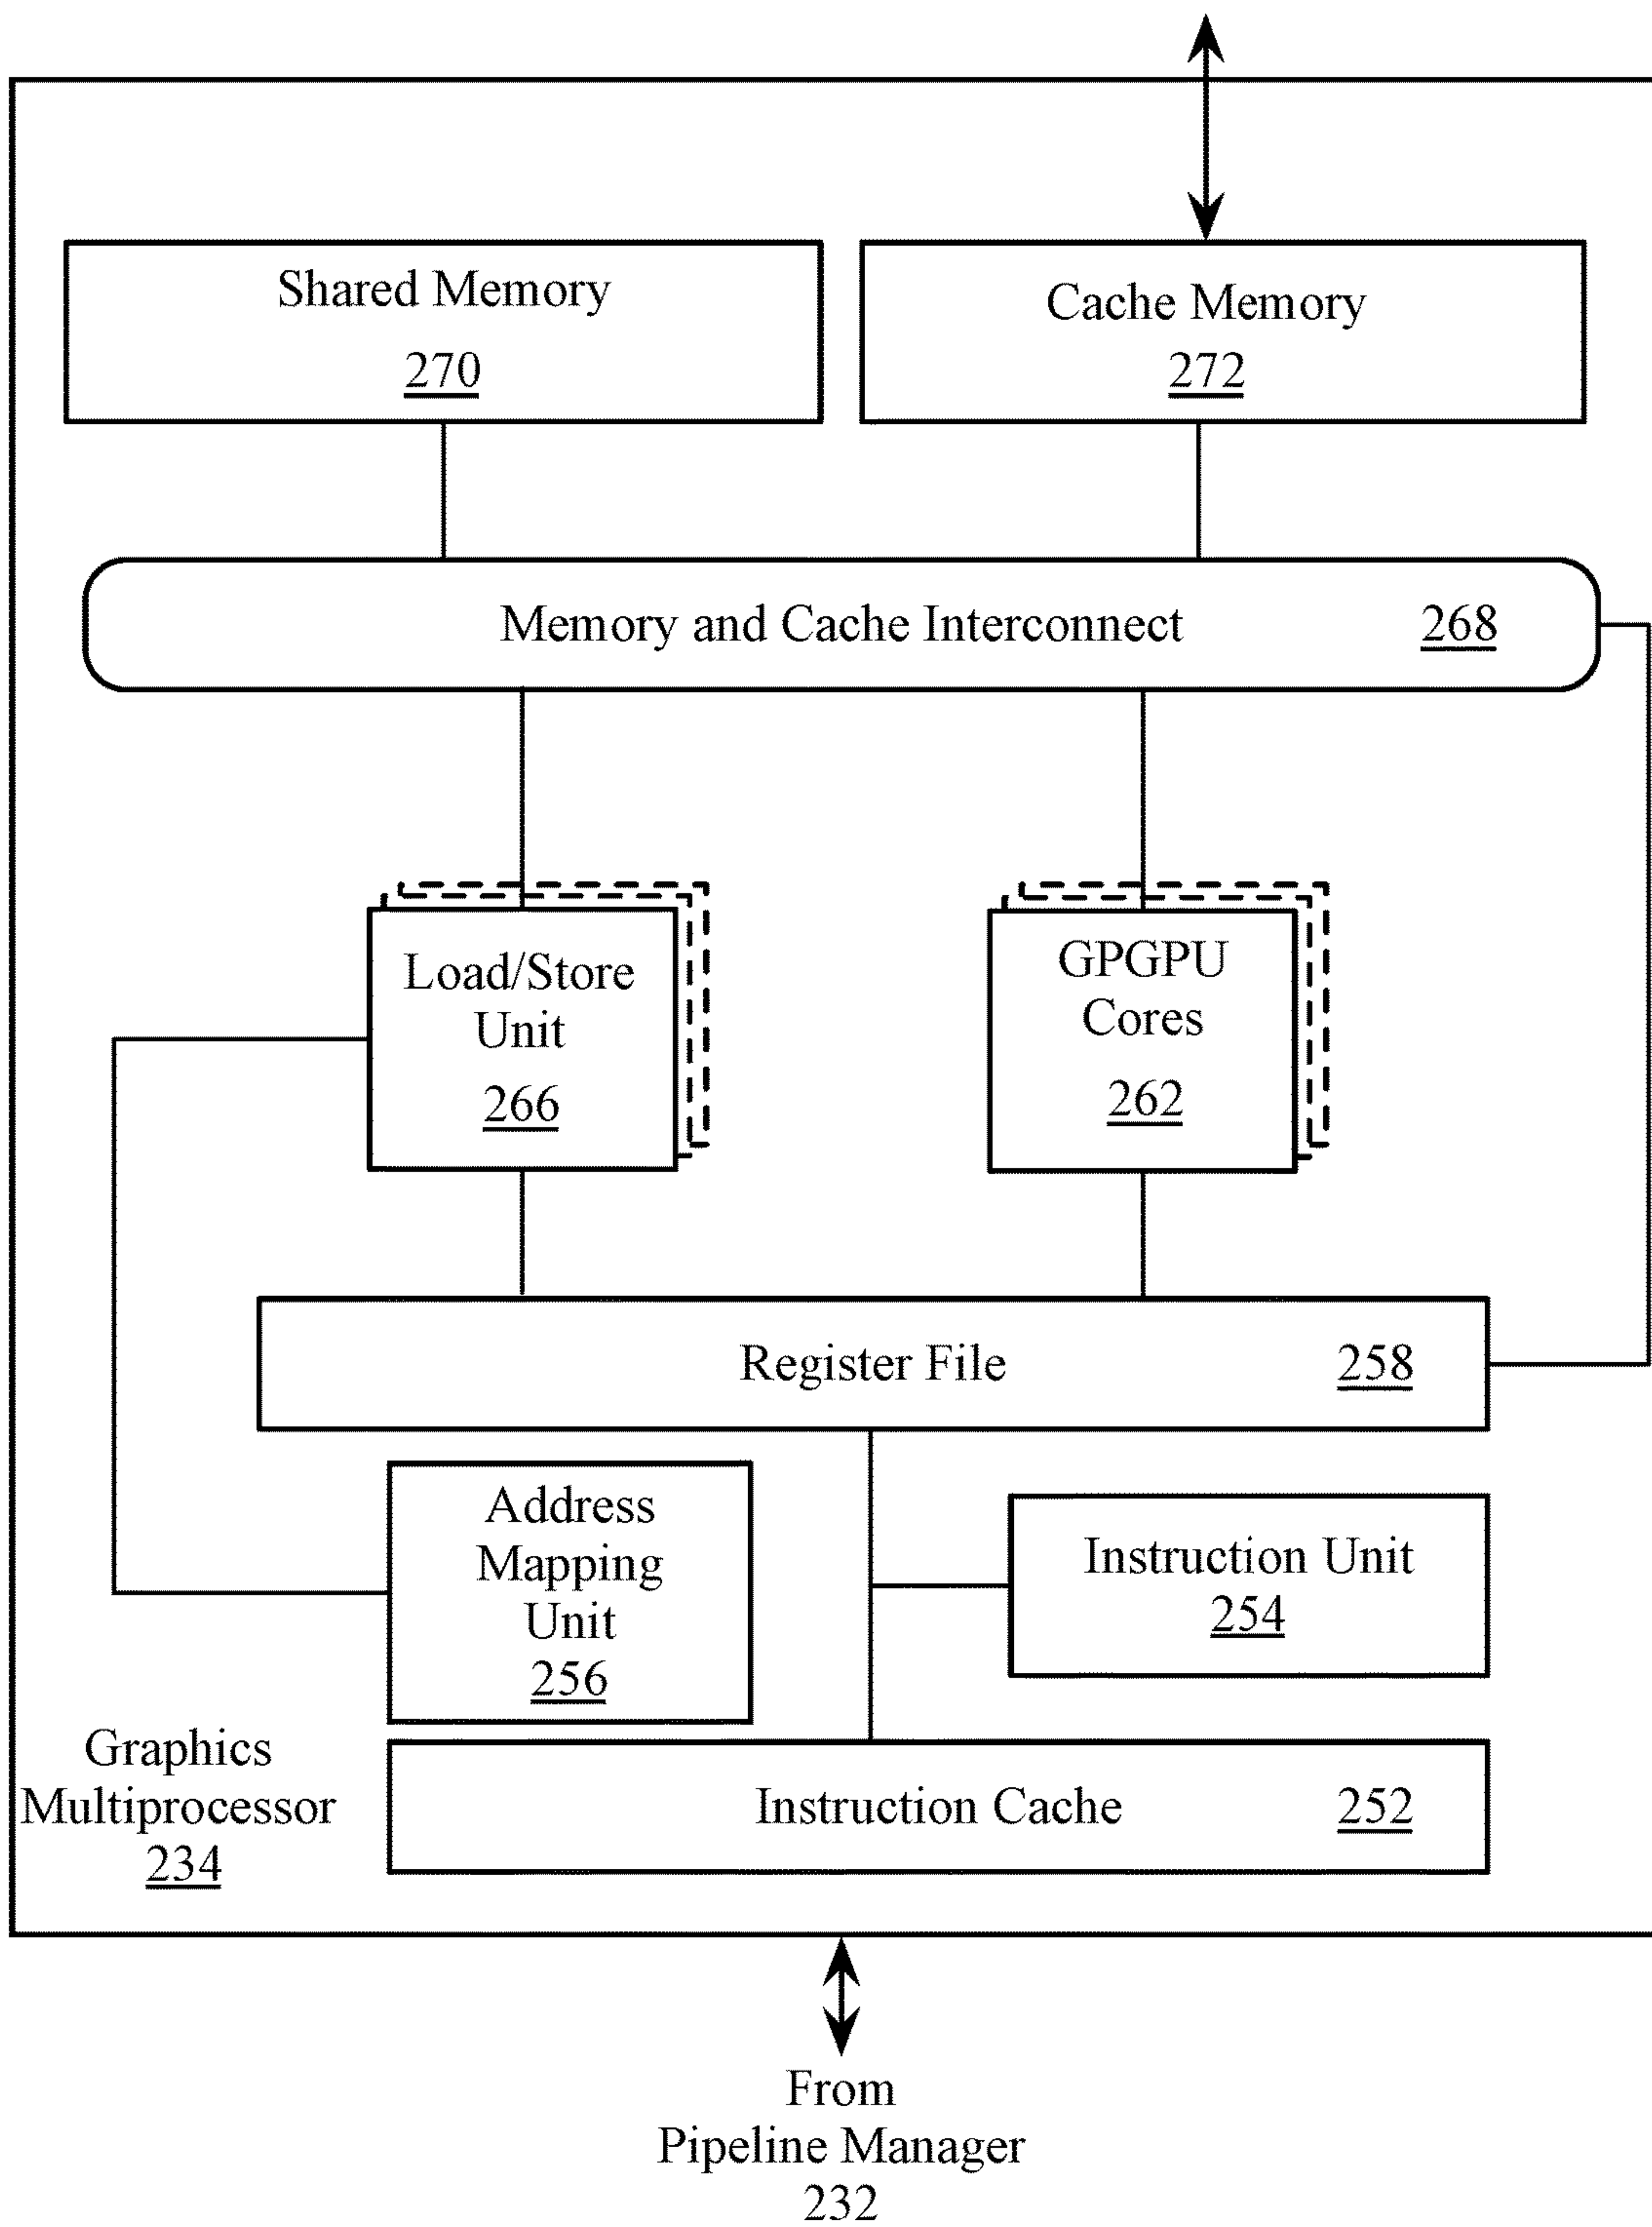 Shared Memory
270
Cache Memory
272
Memory and Cache Interconnect 268
Load/Store
Unit
266
GPGPU
Cores
262
Register File 258
Address
Mapping
Unit
256
Instruction Unit
254
Graphics
Multiprocessor
234
Instruction Cache 252
From
Pipeline Manager
232